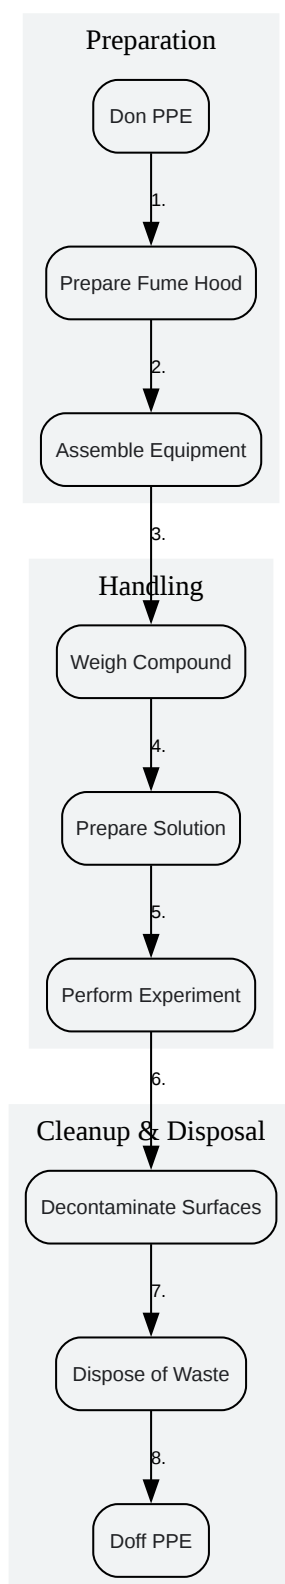 Preparation
Don PPE
1.
Prepare Fume Hood
2.
Assemble Equipment
3.
Handling
Weigh Compound
4.
Prepare Solution
5.
Perform Experiment
6.
Cleanup & Disposal
Decontaminate Surfaces
7.
Dispose of Waste
8.
Doff PPE